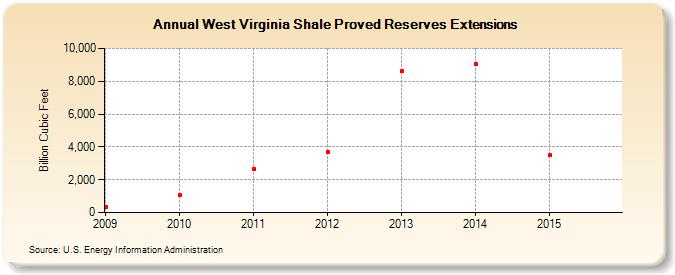 Annual West Virginia Shale Proved Reserves Extensions
Billion Cubic Feet
10,000
8,000
6,000
4,000
2,000
0
2009 2010 2011 2012 2013 2014 2015
Source: U.S. Energy Information Administration